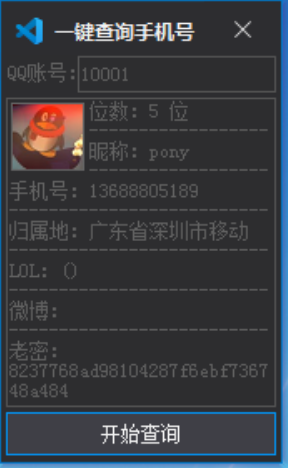 一键查询手机号
QQ账号:10001
位数: 5 位
昵称: pony
手机号: 13688805189
归属地: 广东省深圳市移动
LOL: ()
微博:
老密:
8237768ad98104287f6ebf7367
48a484
开始查询